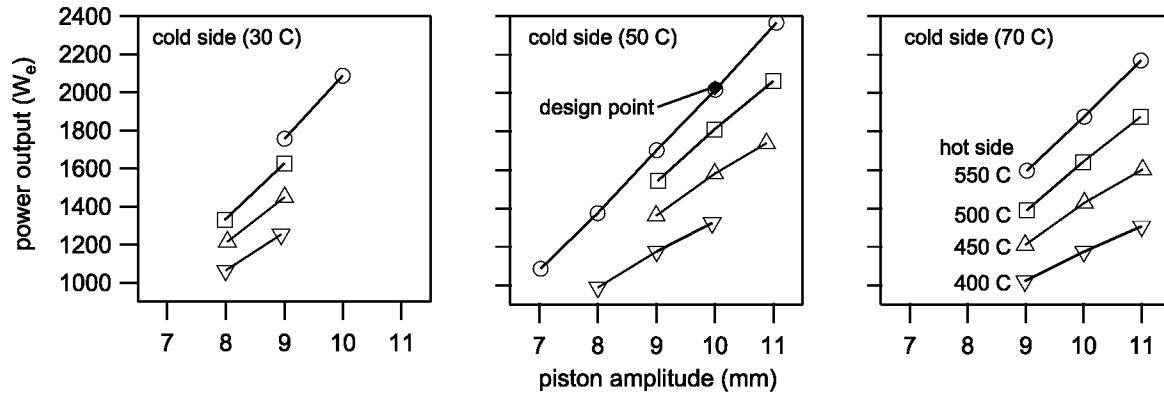 2400
2200
2000
1800
1600
1400
1200
1000
power output (We)
cold side (30 C)
7 8 9 10 11
cold side (50 C)
design point
7 8 9 10 11
piston amplitude (mm)
cold side (70 C)
hot side
550 C
500 C
450 C
400 C
7 8 9 10 11